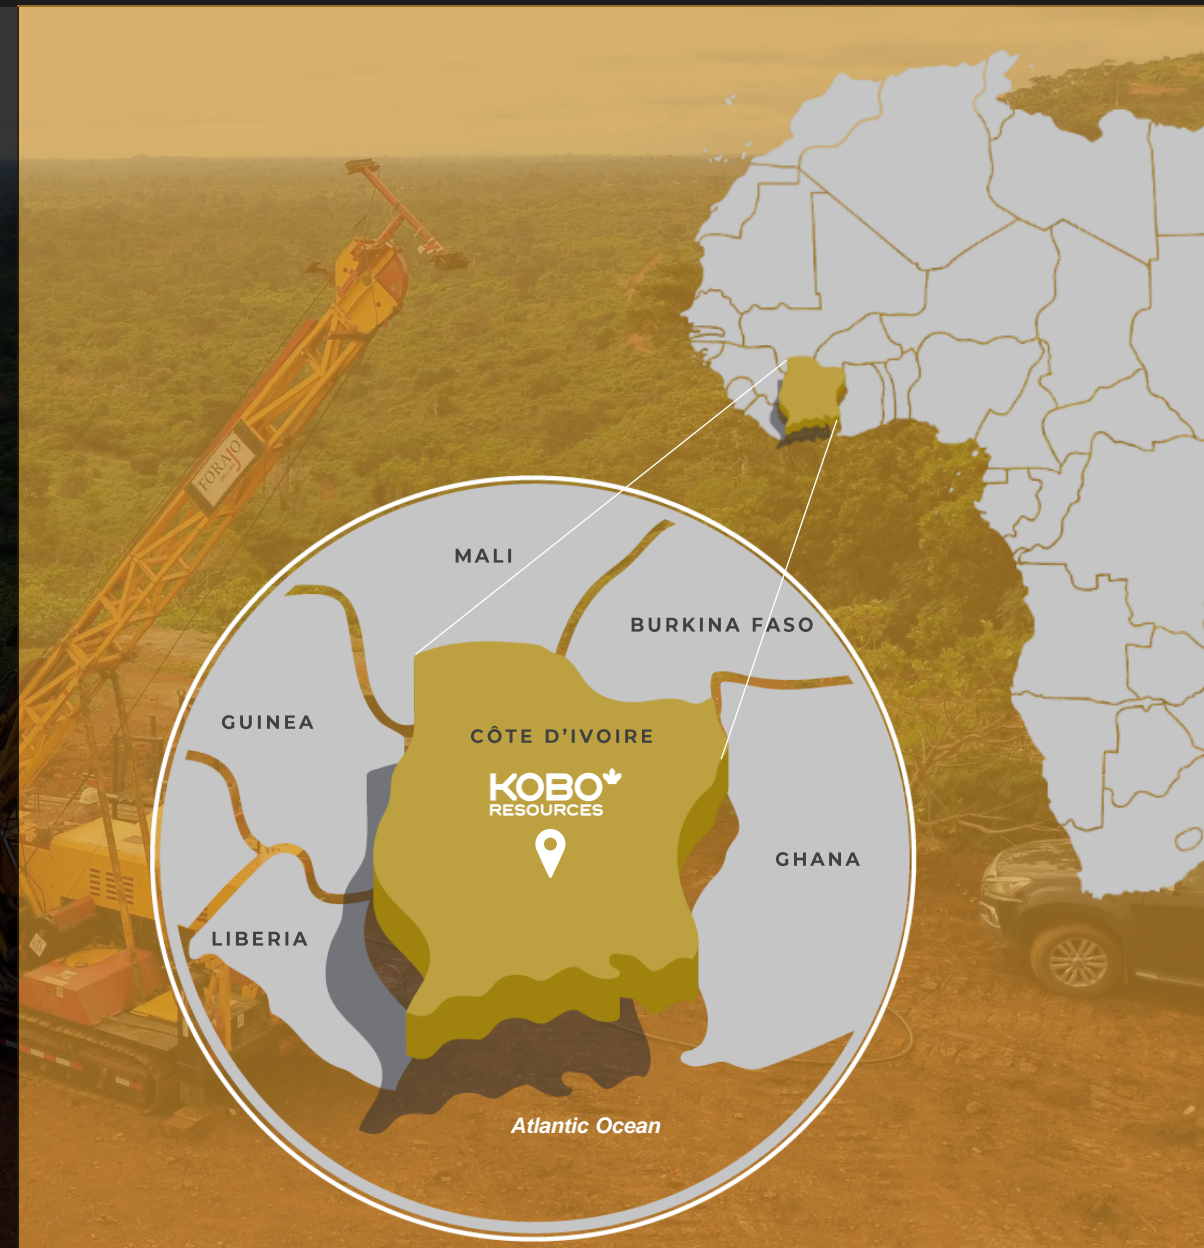 FORAJO
MALI
BURKINA FASO
GUINEA
CÔTE D’IVOIRE
KOBO
RESOURCES
GHANA
LIBERIA
Atlantic Ocean